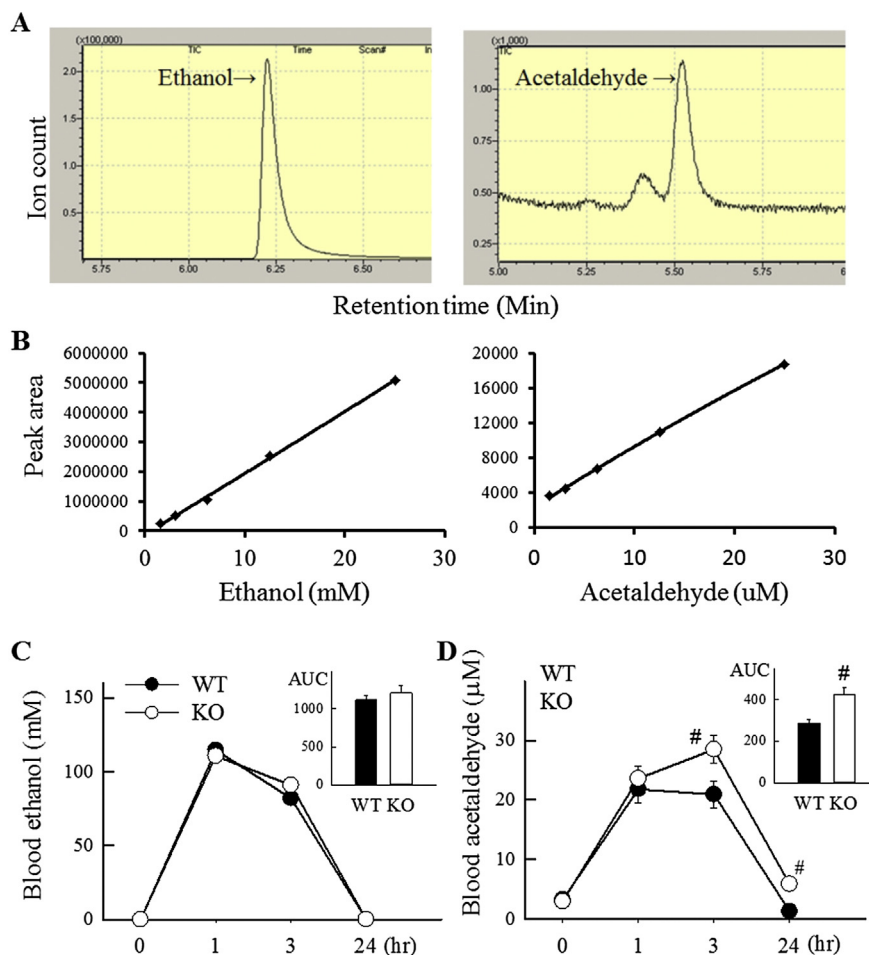 A
(x100,000)
TIC Time Scan# In
Ethanol→
2.0
1.5
1.0
0.5
5.75 6.00 6.25 6.50
(x1,000)
TIC
Acetaldehyde →
1.00
0.75
0.50
0.25
5.00 5.25 5.50 5.75 6
Ion count
Retention time (Min)
B
Peak area
6000000
5000000
4000000
3000000
2000000
1000000
0
0 10 20 30
Ethanol (mM)
20000
16000
12000
8000
4000
0
0 10 20 30
Acetaldehyde (uM)
C
Blood ethanol (mM)
WT
KO
150
100
50
0
0 1 3 24 (hr)
AUC
1000
500
0
WT KO
D
Blood acetaldehyde (µM)
WT
KO
30
20
10
0
#
#
0 1 3 24 (hr)
AUC #
400
200
0
WT KO